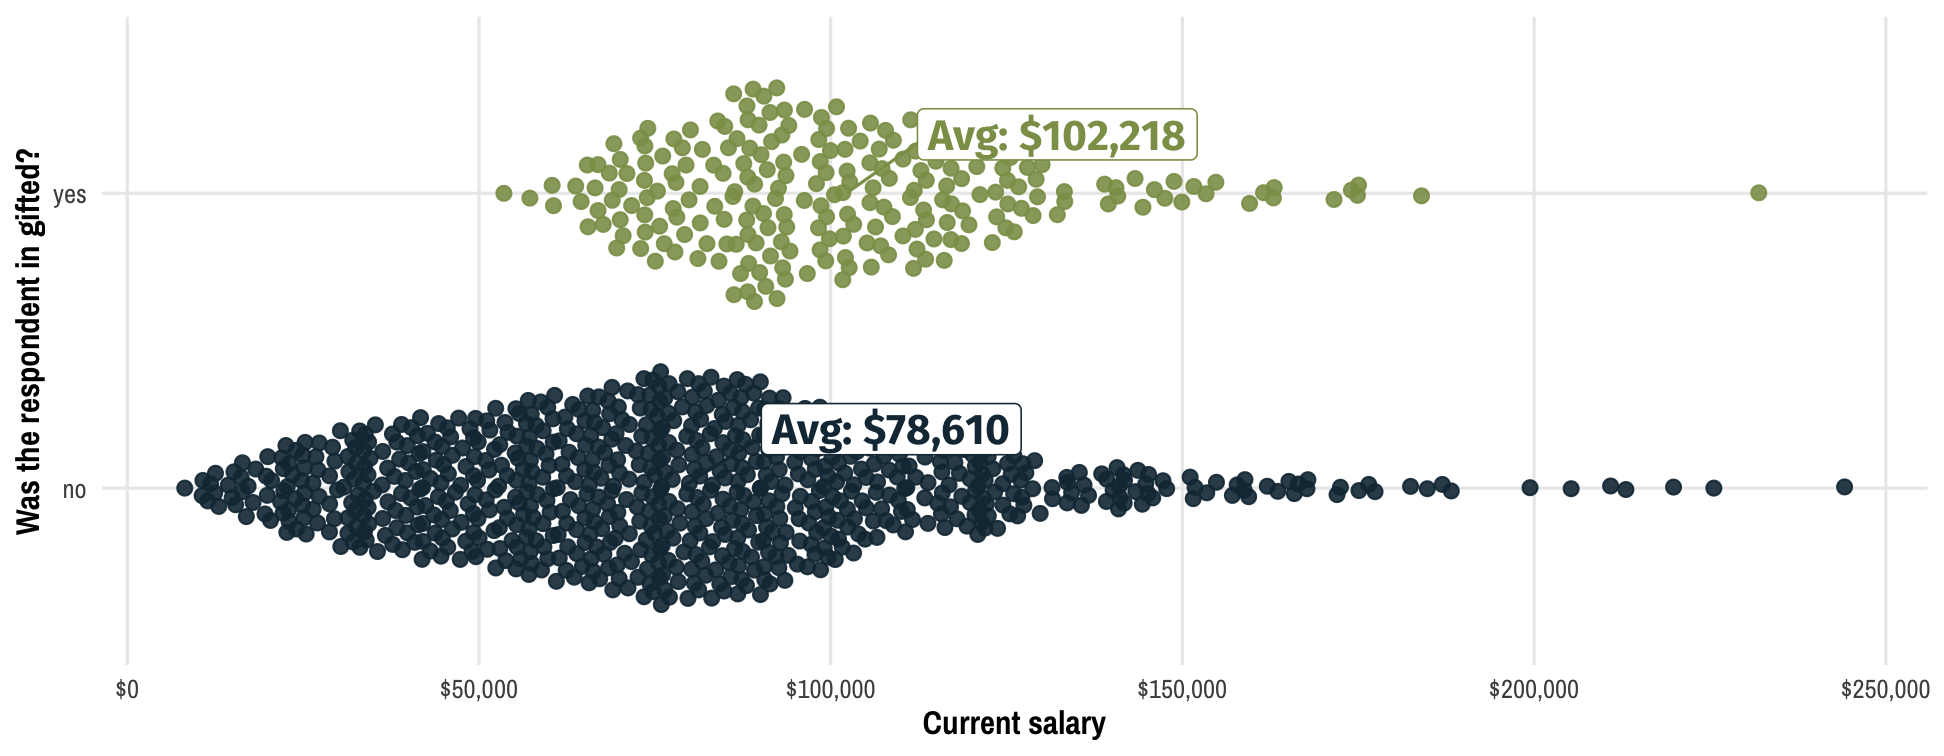 Was the respondent in gifted?
yes
Avg: $102,218
no
Avg: $78,610
$0
$50,000
$100,000
$150,000
$200,000
$250,000
Current salary